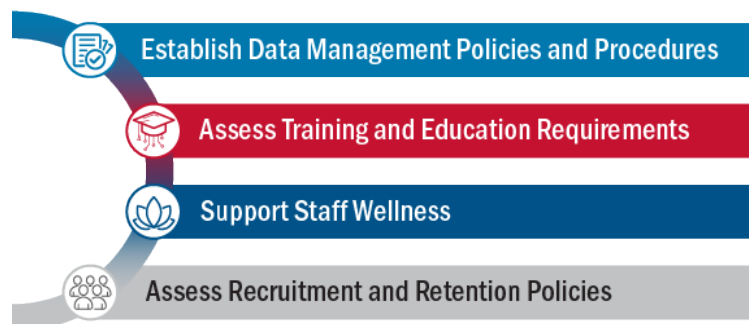 Establish Data Management Policies and Procedures
Assess Training and Education Requirements
Support Staff Wellness
Assess Recruitment and Retention Policies